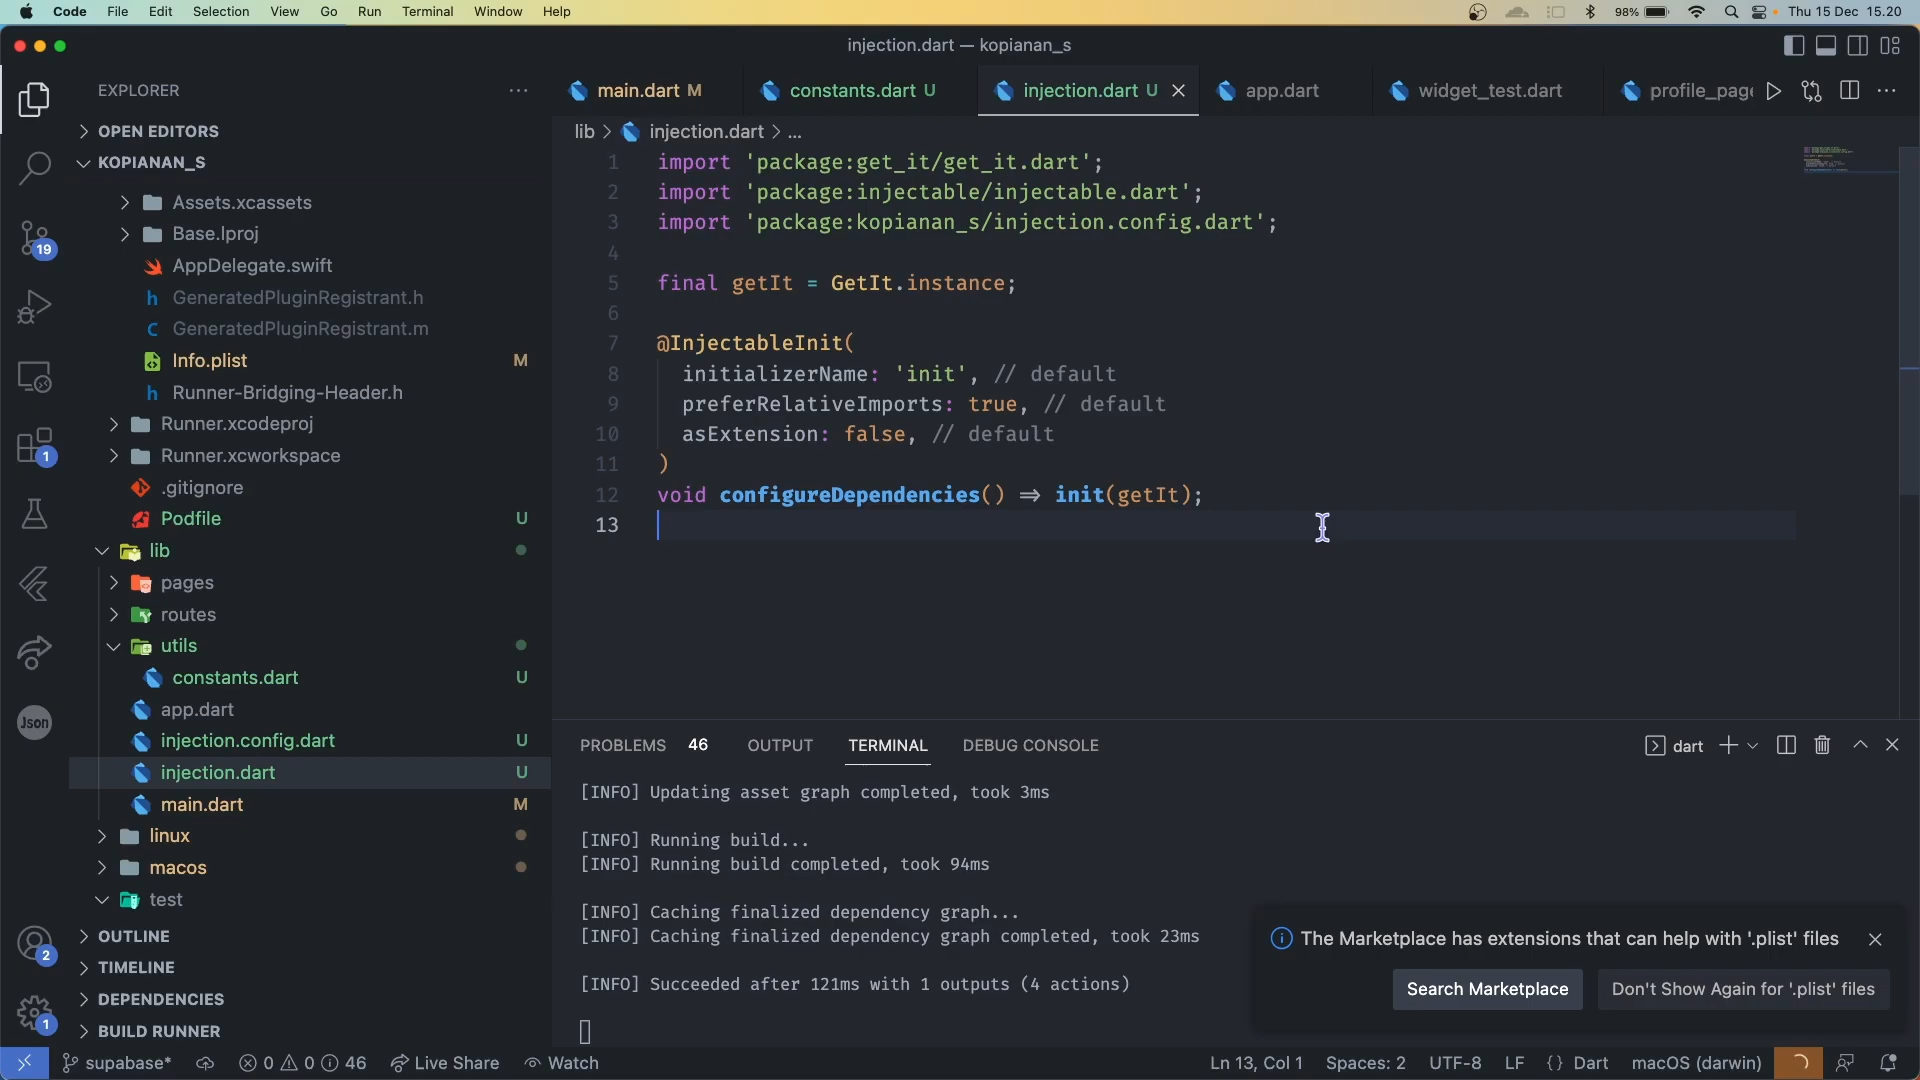 Code File Edit Selection View Go Run Terminal Window Help 98% Thu 15 Dec 15.20
injection.dart — kopianan_s
EXPLORER
OPEN EDITORS
KOPIANAN_S
Assets.xcassets
Base.lproj
AppDelegate.swift
h GeneratedPluginRegistrant.h
C GeneratedPluginRegistrant.m
Info.plist M
h Runner-Bridging-Header.h
Runner.xcodeproj
Runner.xcworkspace
.gitignore
Podfile U
lib
pages
routes
utils
constants.dart U
app.dart
injection.config.dart U
injection.dart U
main.dart M
linux
macos
test
OUTLINE
TIMELINE
DEPENDENCIES
BUILD RUNNER
19
1
Json
2
1
main.dart M constants.dart U injection.dart U app.dart widget_test.dart profile_page
lib > injection.dart > ...
1 import 'package:get_it/get_it.dart';
2 import 'package:injectable/injectable.dart';
3 import 'package:kopianan_s/injection.config.dart';
4
5 final getIt = GetIt.instance;
6
7 @InjectableInit(
8 initializerName: 'init', // default
9 preferRelativeImports: true, // default
10 asExtension: false, // default
11 )
12 void configureDependencies() => init(getIt);
13
PROBLEMS 46 OUTPUT TERMINAL DEBUG CONSOLE dart
[INFO] Updating asset graph completed, took 3ms
[INFO] Running build...
[INFO] Running build completed, took 94ms
[INFO] Caching finalized dependency graph...
[INFO] Caching finalized dependency graph completed, took 23ms
[INFO] Succeeded after 121ms with 1 outputs (4 actions)
The Marketplace has extensions that can help with '.plist' files
Search Marketplace Don't Show Again for '.plist' files
supabase* 0 0 46 Live Share Watch Ln 13, Col 1 Spaces: 2 UTF-8 LF {} Dart macOS (darwin)